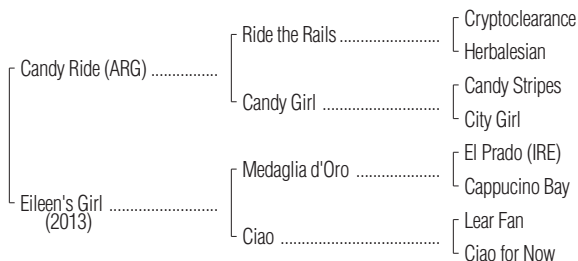 Candy Ride (ARG) ................
Ride the Rails ....................
Cryptoclearance
Herbalesian
Candy Girl ......................
Candy Stripes
City Girl
Eileen's Girl ..........................
(2013)
Medaglia d'Oro ....................
El Prado (IRE)
Cappucino Bay
Ciao ................................
Lear Fan
Ciao for Now